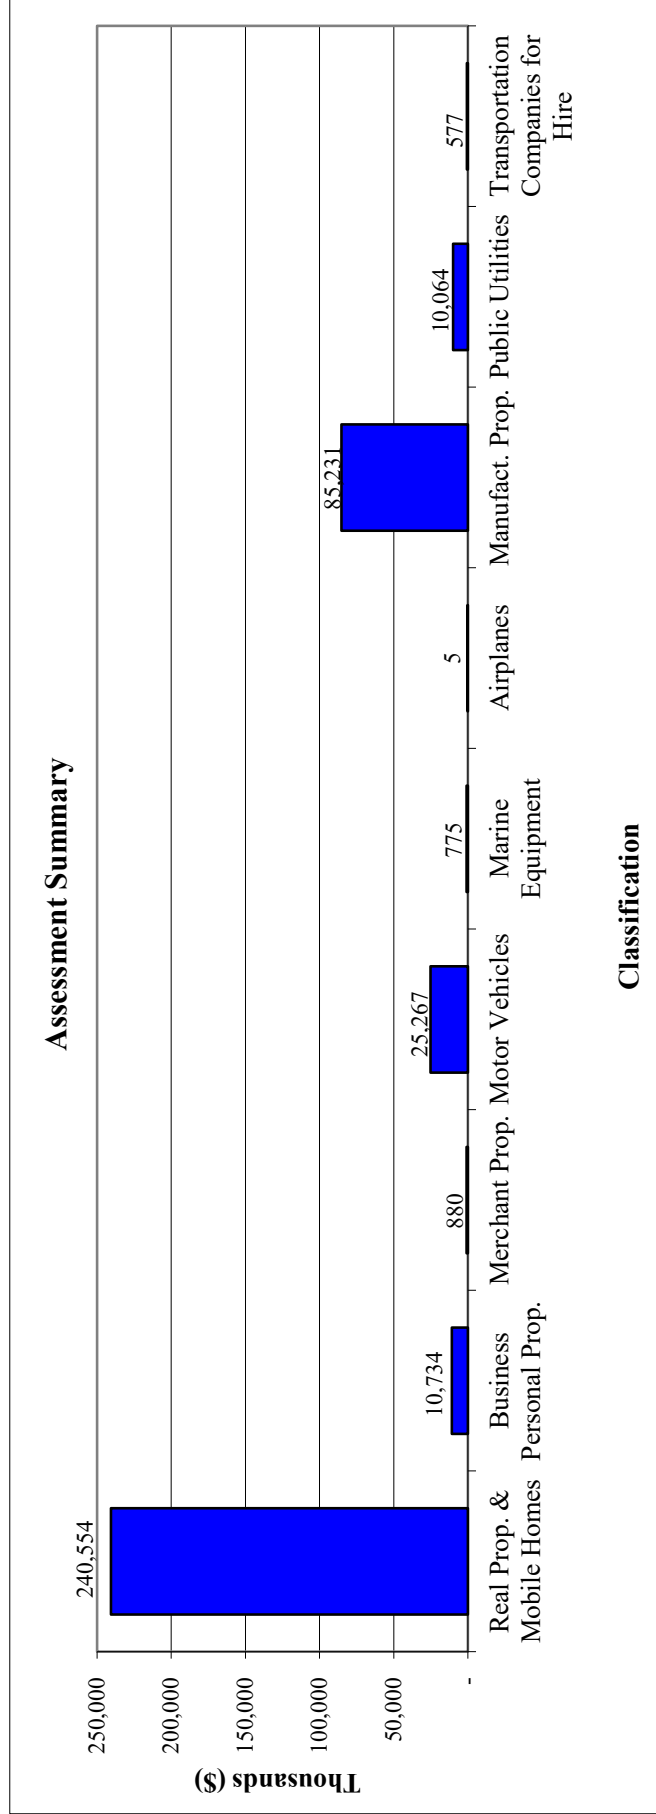 Assessment Summary
Thousands ($)
250,000
200,000
150,000
100,000
50,000
-
240,554
10,734
880
25,267
775
5
85,231
10,064
577
Real Prop. &
Mobile Homes
Business
Personal Prop.
Merchant Prop.
Motor Vehicles
Marine
Equipment
Airplanes
Manufact. Prop.
Public Utilities
Transportation
Companies for
Hire
Classification